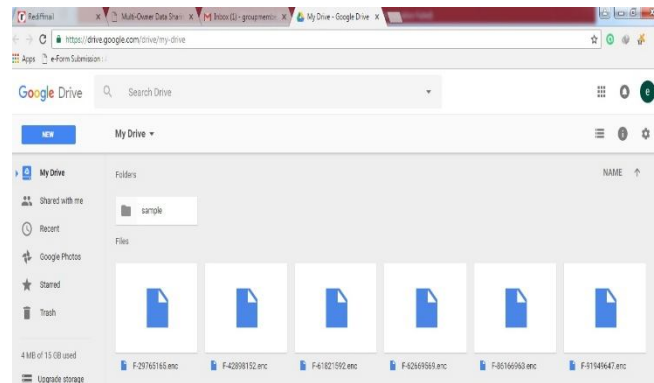 Rediffmail
Multi-Owner Data Shari
Inbox (1) - groupmento
My Drive - Google Drive
https://drive.google.com/drive/my-drive
Apps
e-Form Submission
Google Drive
Search Drive
e
NEW
My Drive
My Drive
Shared with me
Recent
Google Photos
Starred
Trash
4 MB of 15 GB used
Upgrade storage
NAME
Folders
sample
Files
F-29765165.enc
F-42898152.enc
F-61821592.enc
F-62669569.enc
F-86166963.enc
F-91949647.enc